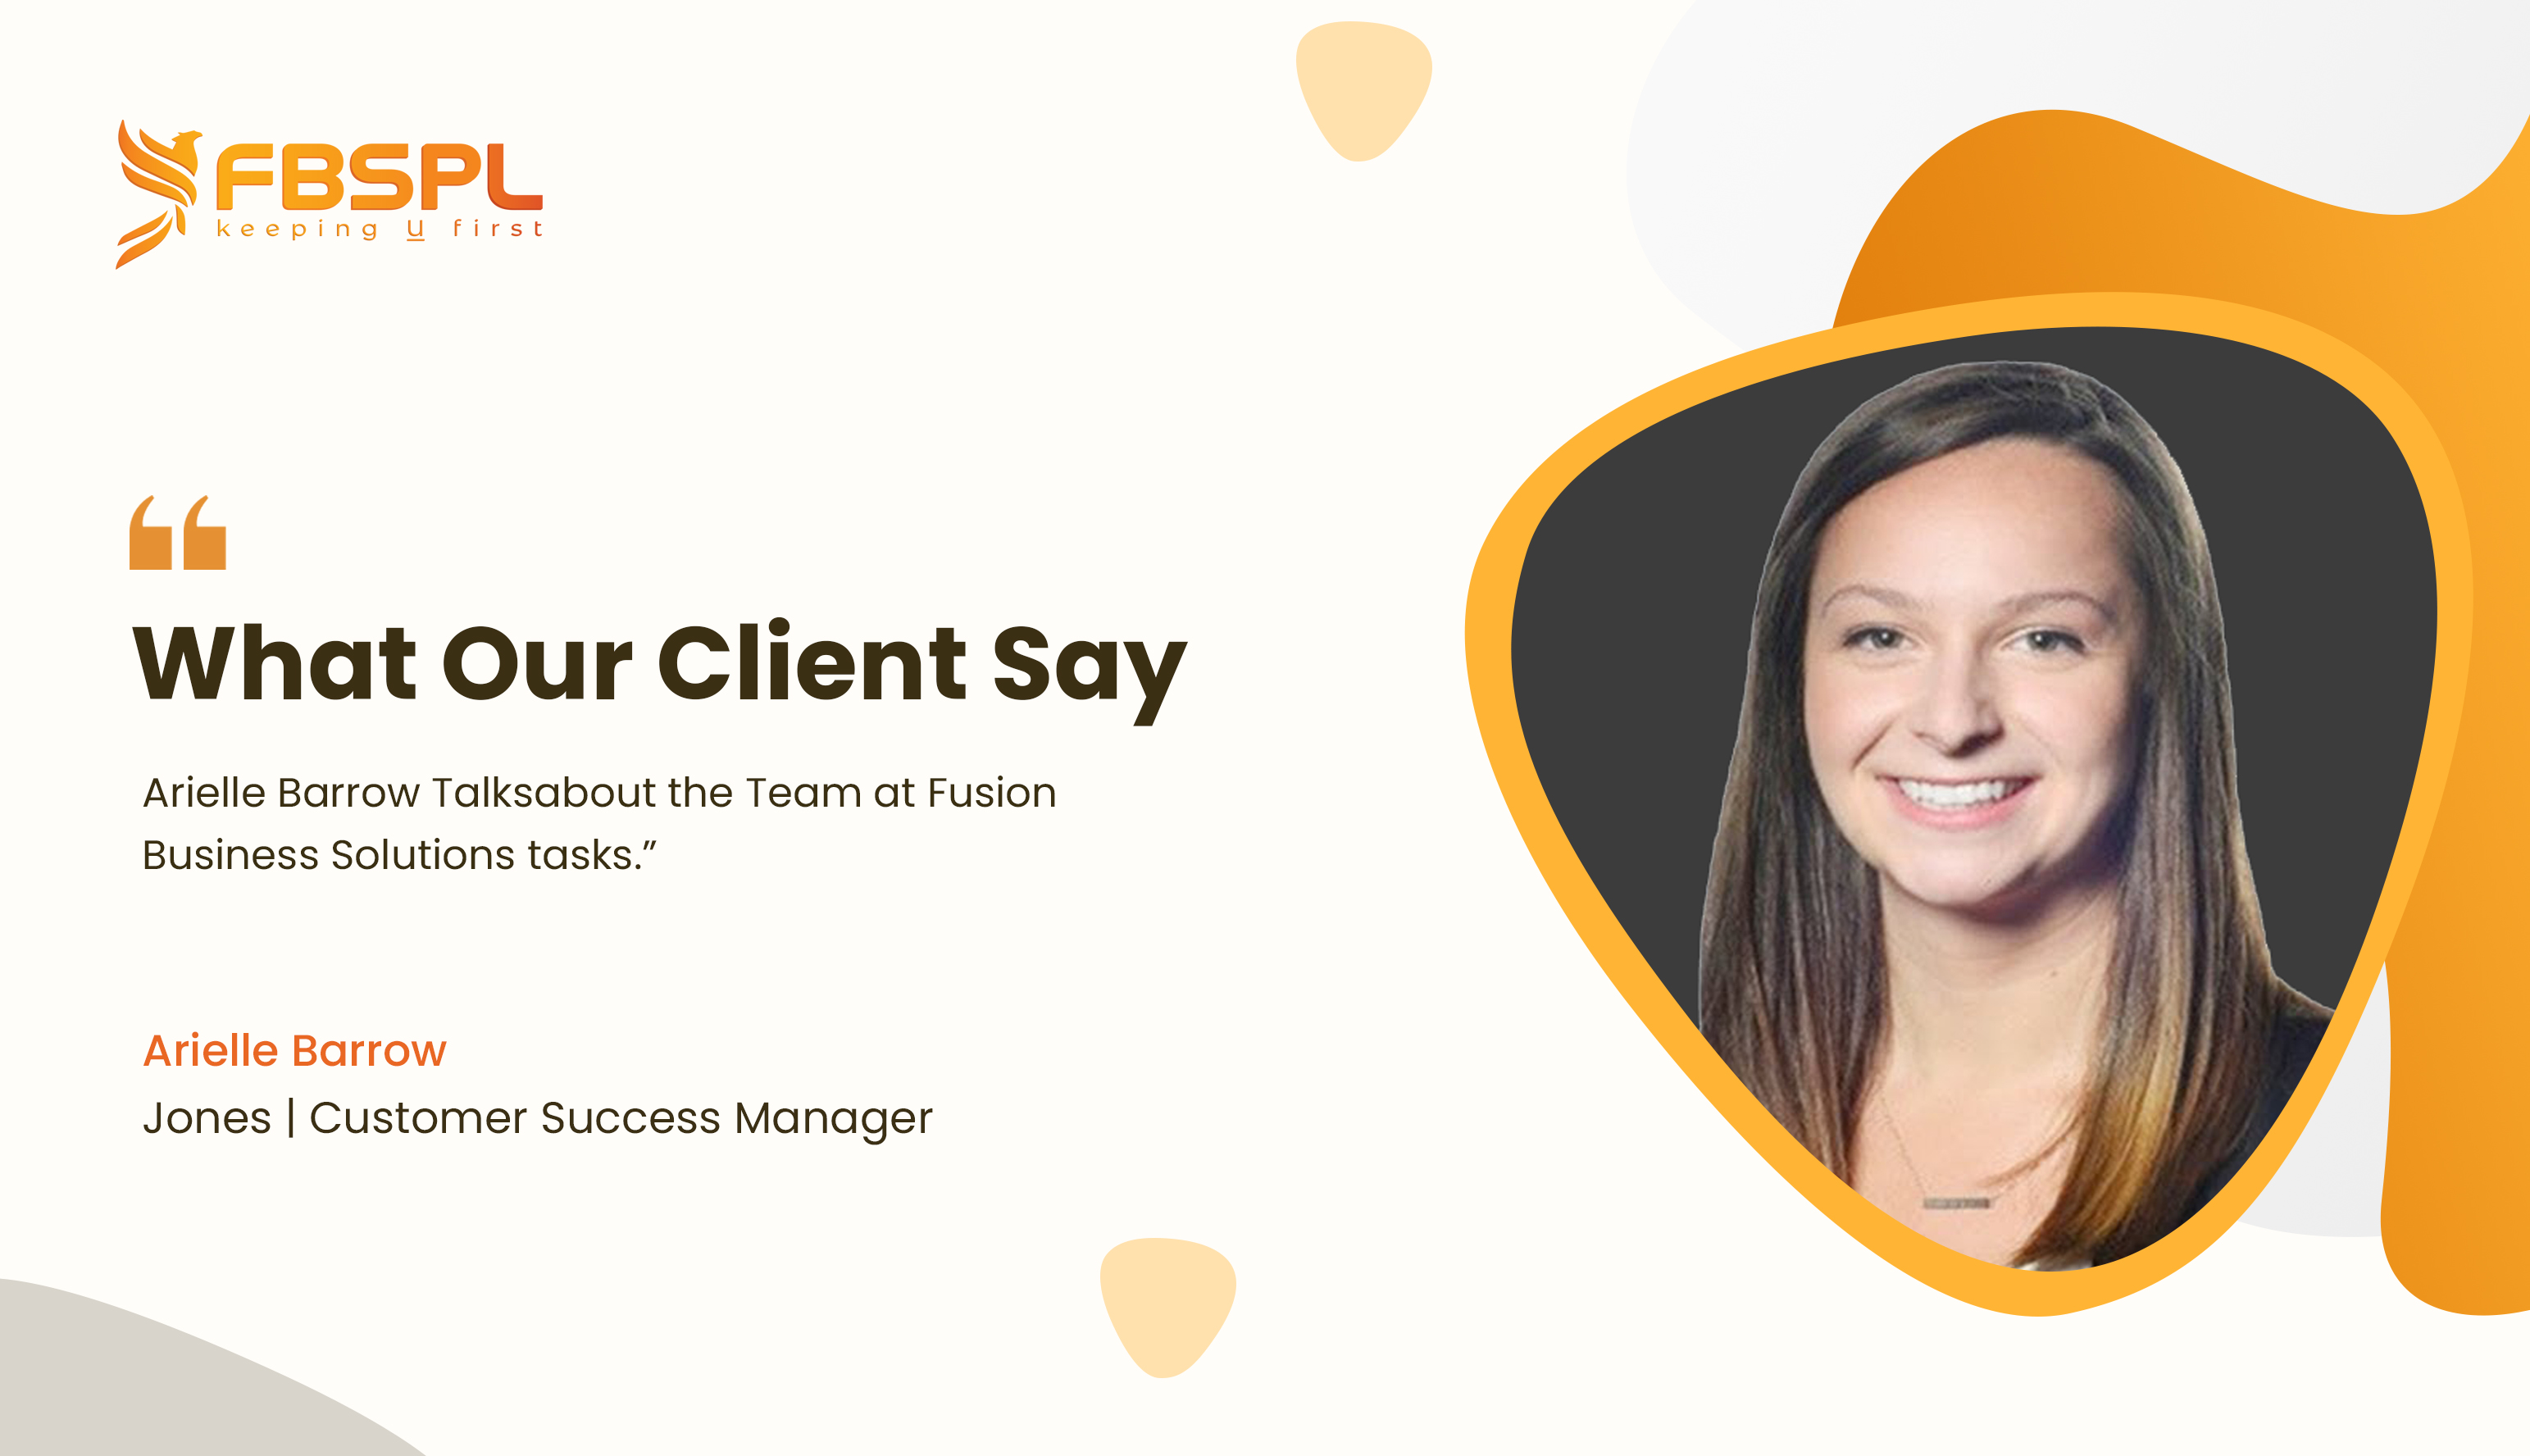 FBSPL
keeping U first
“
What Our Client Say
Arielle Barrow Talksabout the Team at Fusion
Business Solutions tasks.”
Arielle Barrow
Jones | Customer Success Manager